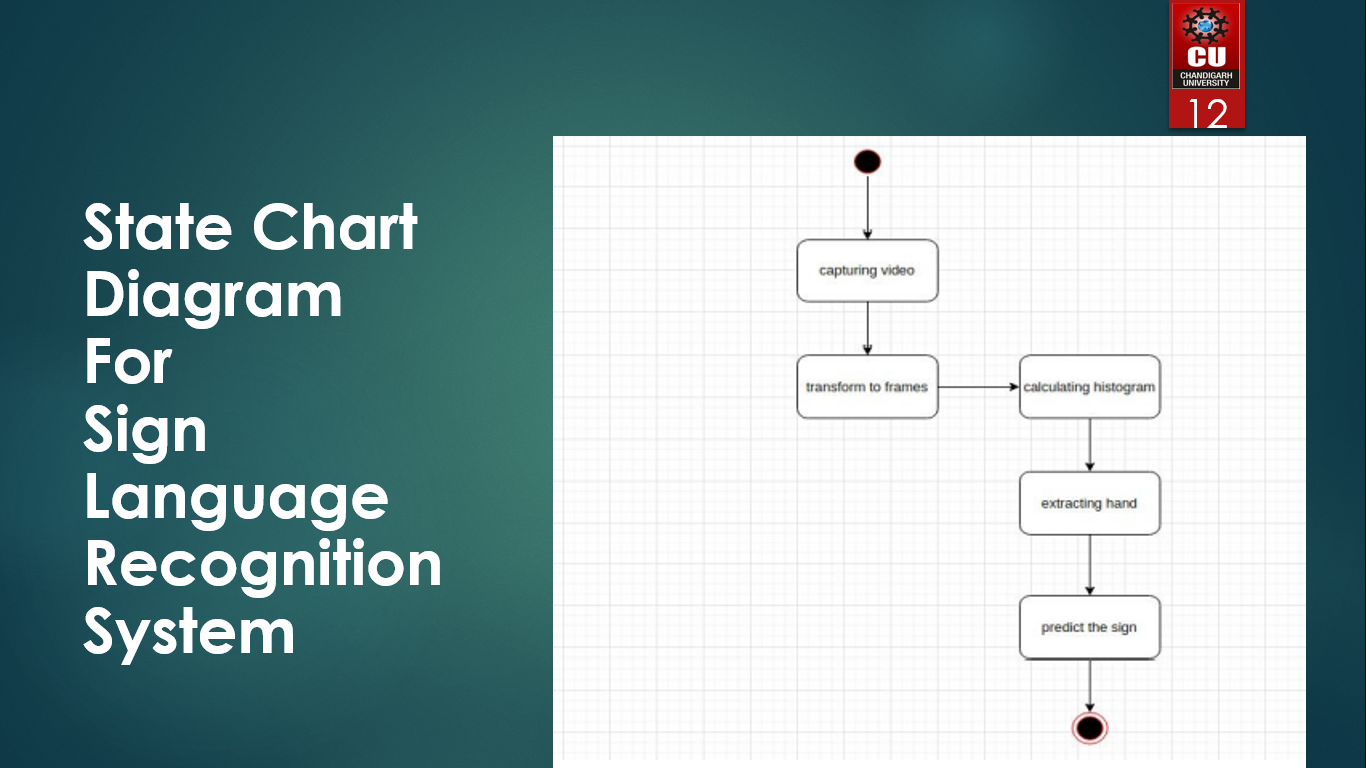 CU
CHANDIGARH
UNIVERSITY
12
State Chart
Diagram
For
Sign
Language
Recognition
System
capturing video
transform to frames
calculating histogram
extracting hand
predict the sign